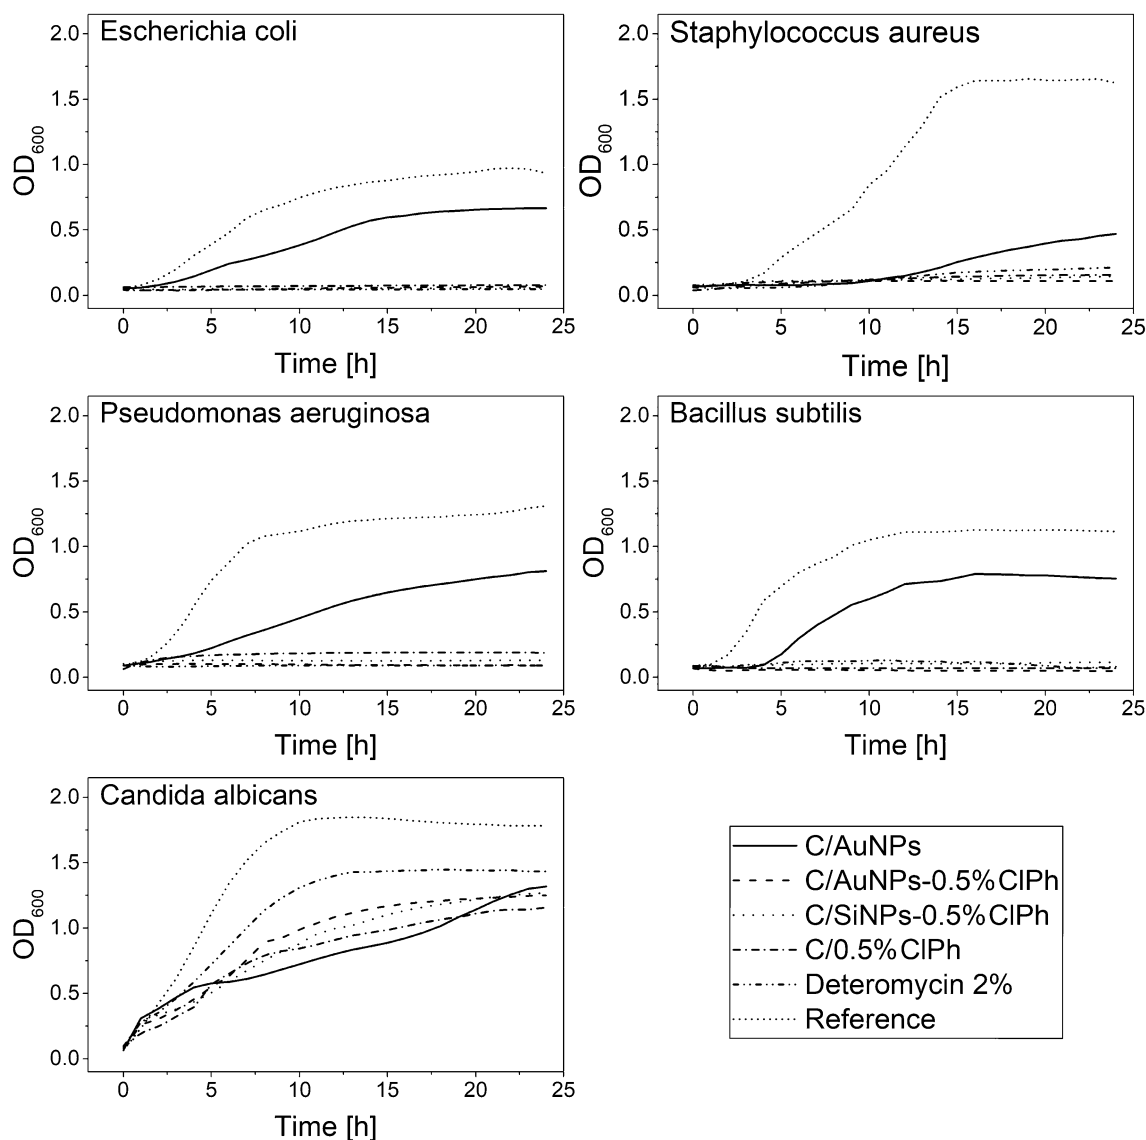 Escherichia coli
2.0
1.5
1.0
0.5
0.0
OD600
0 5 10 15 20 25
Time [h]
Staphylococcus aureus
2.0
1.5
1.0
0.5
0.0
OD600
0 5 10 15 20 25
Time [h]
Pseudomonas aeruginosa
2.0
1.5
1.0
0.5
0.0
OD600
0 5 10 15 20 25
Time [h]
Bacillus subtilis
2.0
1.5
1.0
0.5
0.0
OD600
0 5 10 15 20 25
Time [h]
Candida albicans
2.0
1.5
1.0
0.5
0.0
OD600
0 5 10 15 20 25
Time [h]
C/AuNPs
C/AuNPs-0.5%ClPh
C/SiNPs-0.5%ClPh
C/0.5%ClPh
Deteromycin 2%
Reference